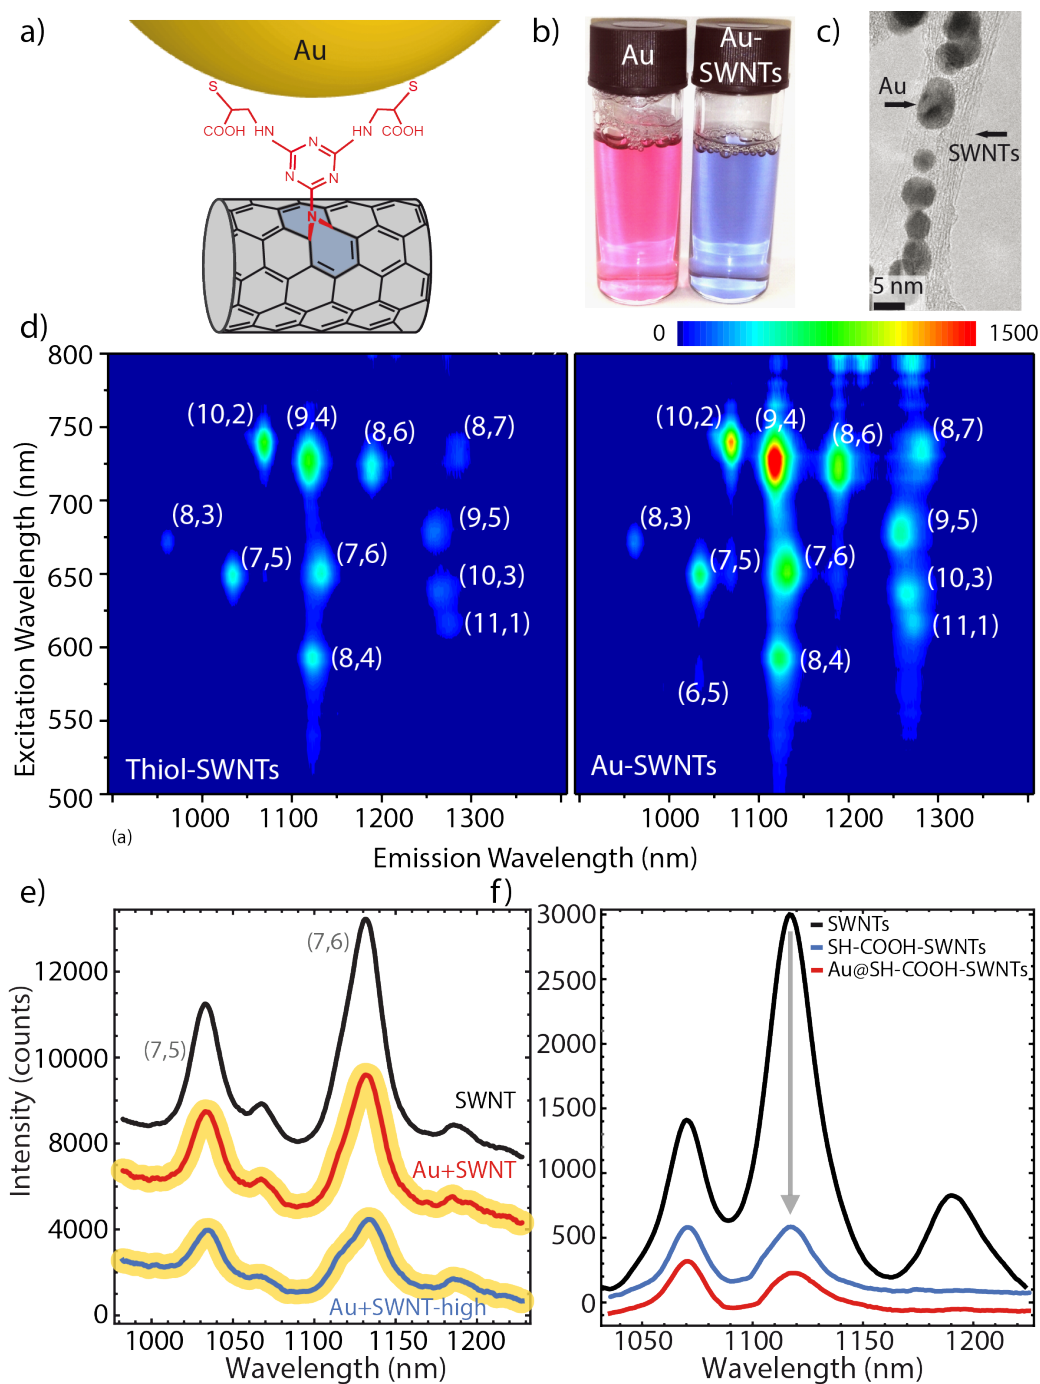 a)
Au
S
S
COOH
HN
HN
COOH
N
N
N
N
b)
Au
Au-
SWNTs
c)
Au
SWNTs
5 nm
d)
0
1500
Excitation Wavelength (nm)
800
750
700
650
600
550
500
(10,2)
(9,4)
(8,6)
(8,7)
(8,3)
(9,5)
(7,5)
(7,6)
(10,3)
(11,1)
(8,4)
Thiol-SWNTs
1000
1100
1200
1300
(10,2)
(9,4)
(8,6)
(8,7)
(8,3)
(9,5)
(7,5)
(7,6)
(10,3)
(11,1)
(8,4)
(6,5)
Au-SWNTs
1000
1100
1200
1300
(a)
Emission Wavelength (nm)
e)
Intensity (counts)
12000
10000
8000
4000
0
(7,6)
(7,5)
SWNT
Au+SWNT
Au+SWNT-high
1000
1050
1100
1150
1200
Wavelength (nm)
f)
3000
2500
2000
1500
1000
500
0
SWNTs
SH-COOH-SWNTs
Au@SH-COOH-SWNTs
1050
1100
1150
1200
Wavelength (nm)